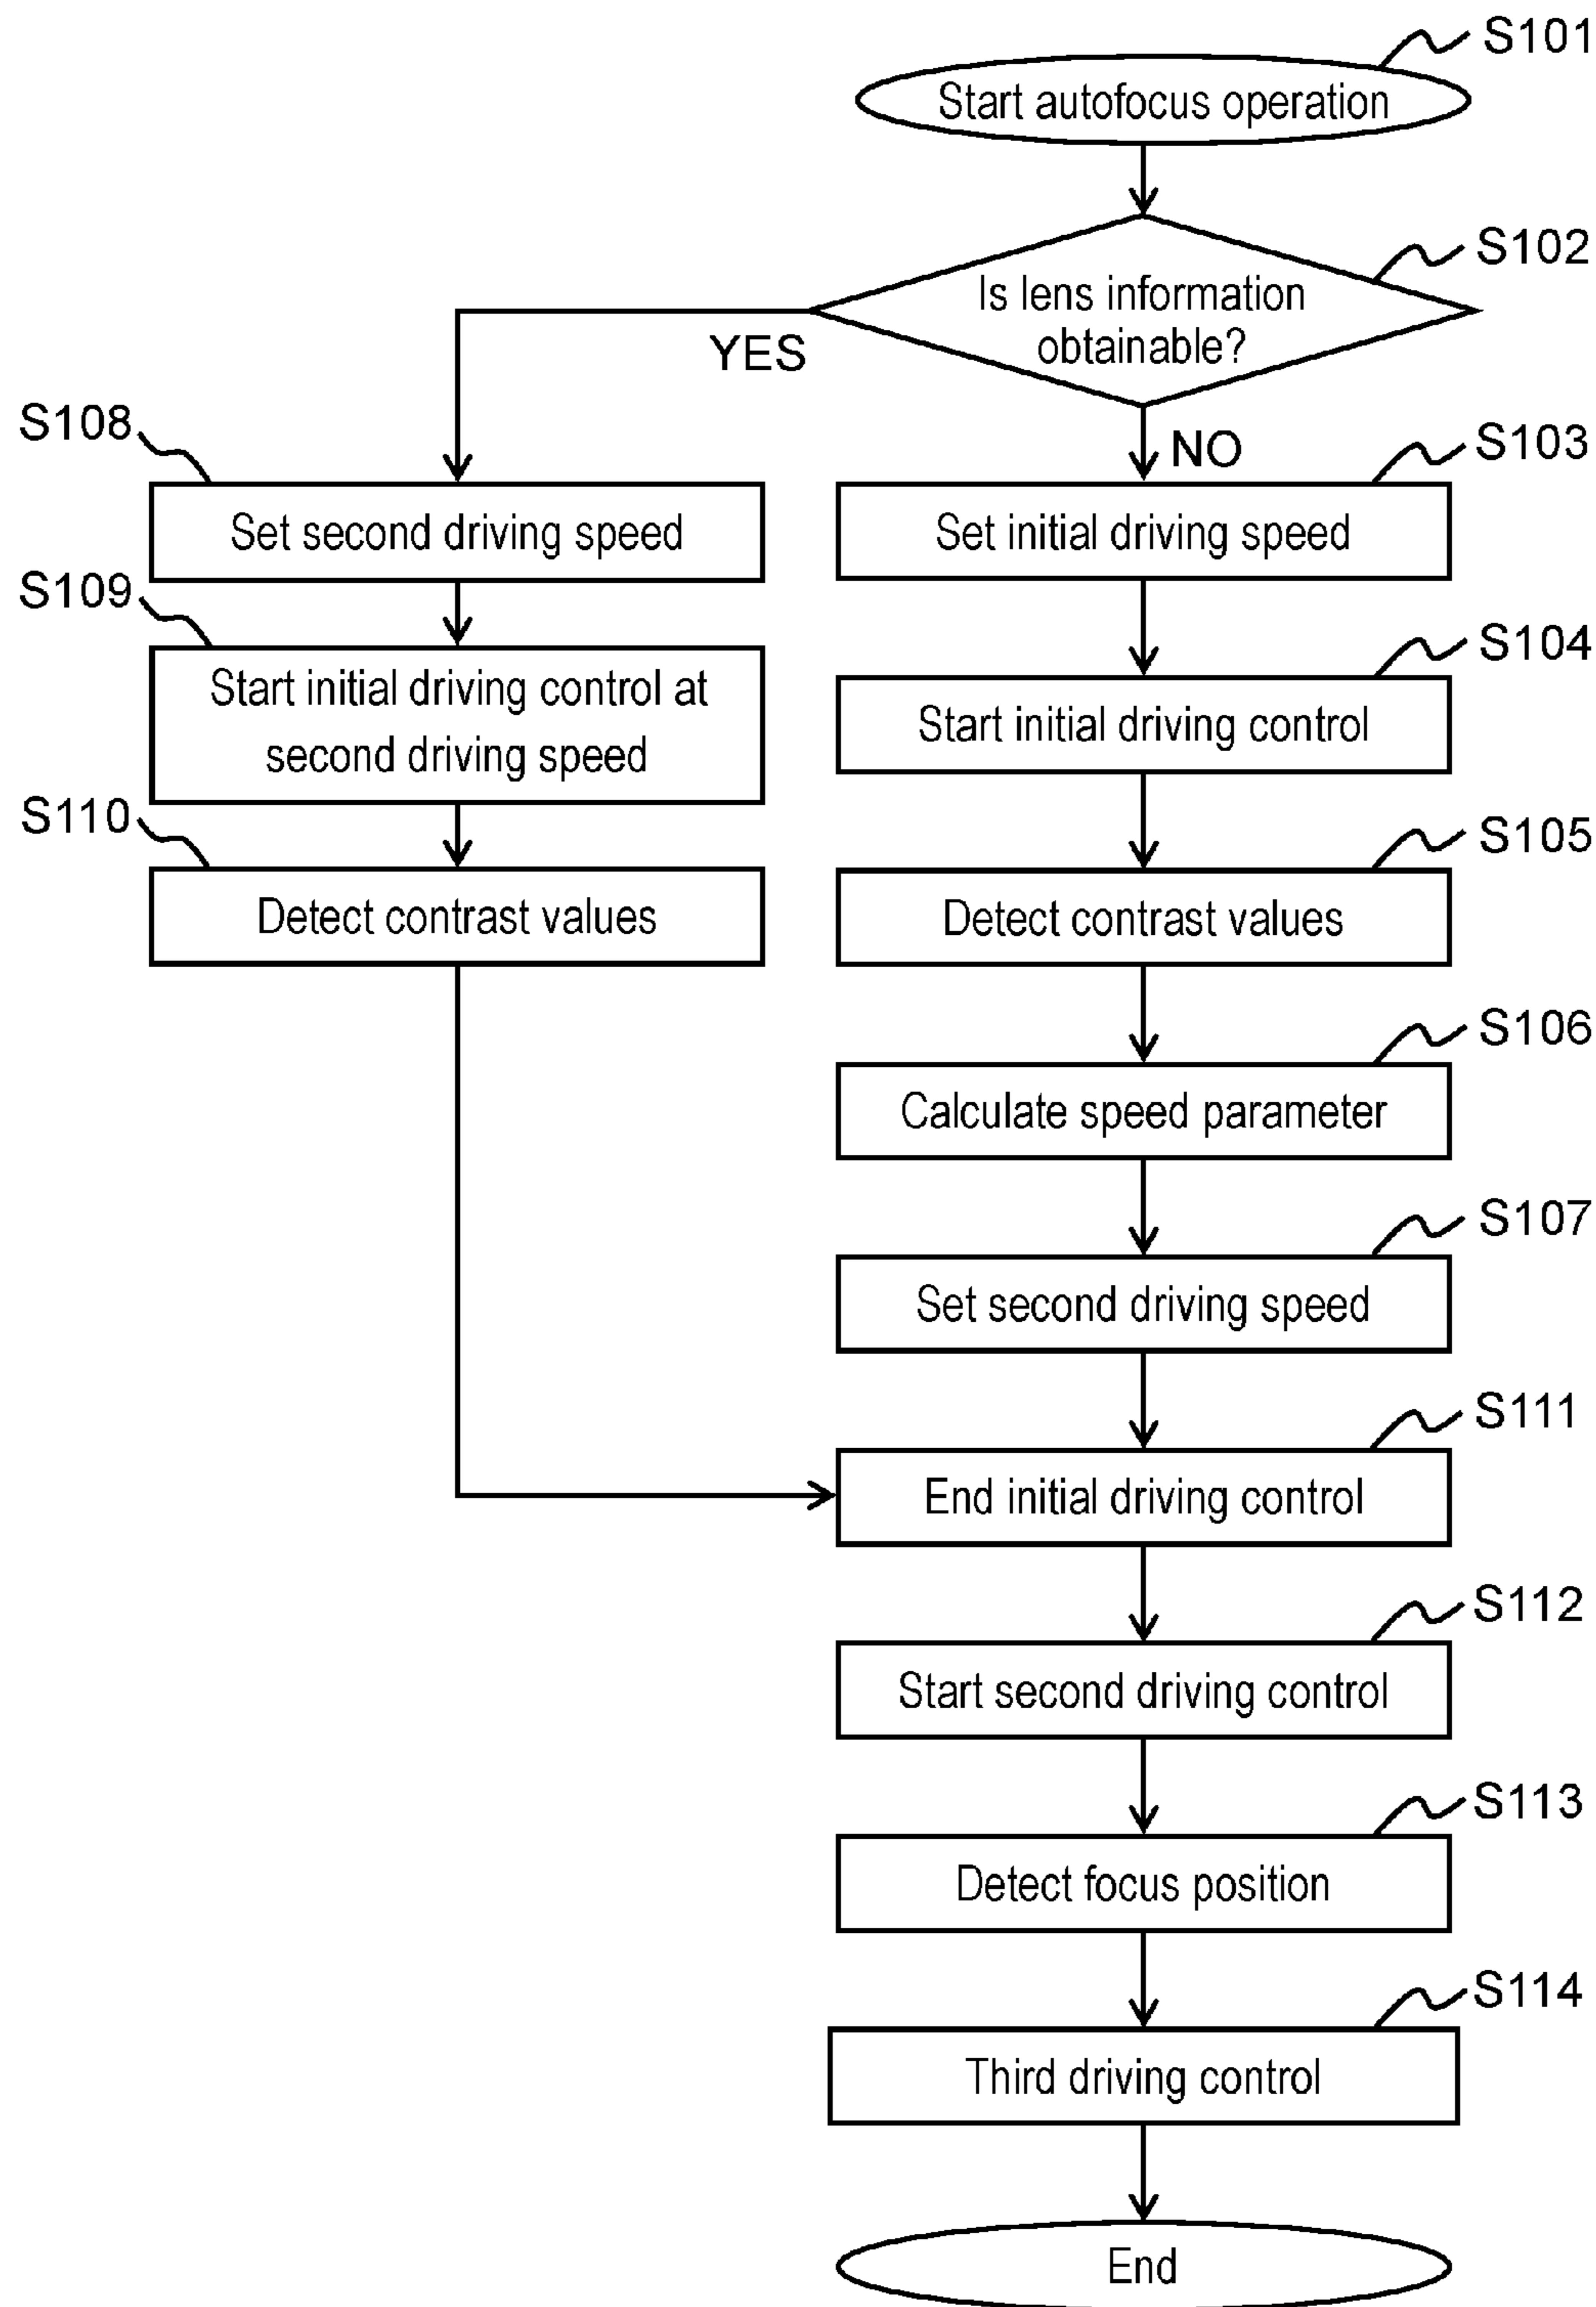 S101
Start autofocus operation
S102
Is lens information
obtainable?
YES
NO
S108
Set second driving speed
S103
Set initial driving speed
S109
Start initial driving control at
second driving speed
S104
Start initial driving control
S110
Detect contrast values
S105
Detect contrast values
S106
Calculate speed parameter
S107
Set second driving speed
S111
End initial driving control
S112
Start second driving control
S113
Detect focus position
S114
Third driving control
End